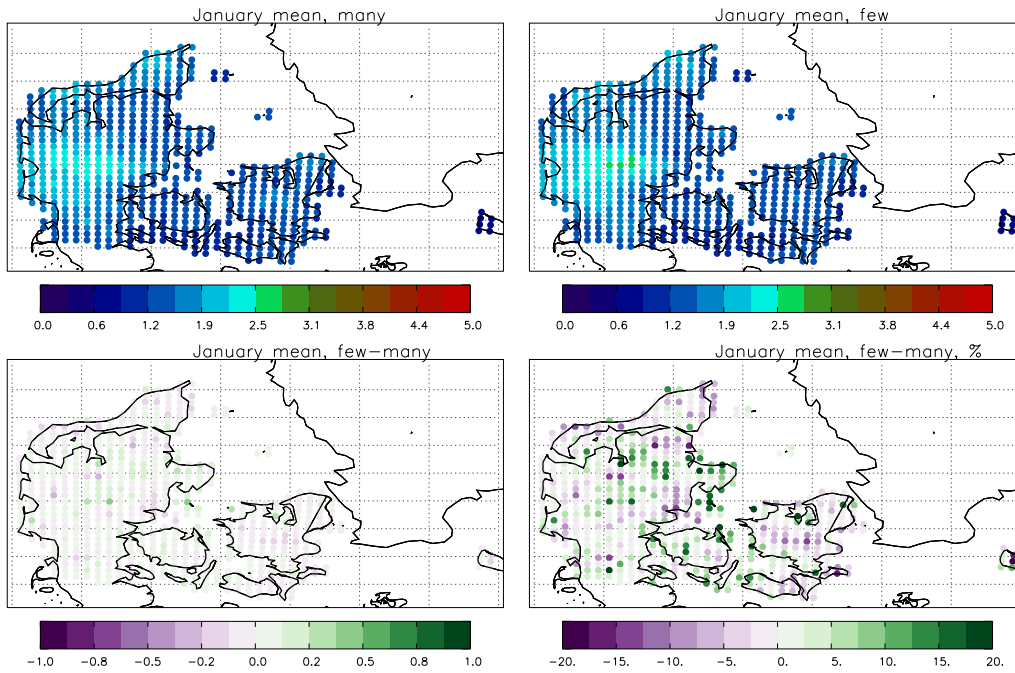 January mean, many
January mean, few
0.0 0.6 1.2 1.9 2.5 3.1 3.8 4.4 5.0
0.0 0.6 1.2 1.9 2.5 3.1 3.8 4.4 5.0
January mean, few-many
January mean, few-many, %
-1.0 -0.8 -0.5 -0.2 0.0 0.2 0.5 0.8 1.0
-20. -15. -10. -5. 0. 5. 10. 15. 20.